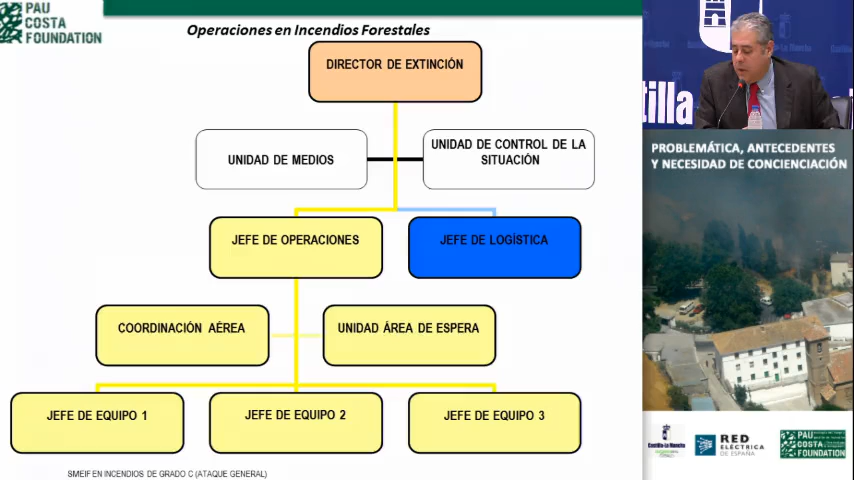 PAU
COSTA
FOUNDATION
Operaciones en Incendios Forestales
DIRECTOR DE EXTINCIÓN
UNIDAD DE MEDIOS
UNIDAD DE CONTROL DE LA
SITUACIÓN
JEFE DE OPERACIONES
JEFE DE LOGÍSTICA
COORDINACIÓN AÉREA
UNIDAD ÁREA DE ESPERA
JEFE DE EQUIPO 1
JEFE DE EQUIPO 2
JEFE DE EQUIPO 3
SMEIF EN INCENDIOS DE GRADO C (ATAQUE GENERAL)
tilla
PROBLEMÁTICA, ANTECEDENTES
Y NECESIDAD DE CONCIENCIACIÓN
Castilla-La Mancha
RED
ELÉCTRICA
DE ESPAÑA
PAU
COSTA
FOUNDATION